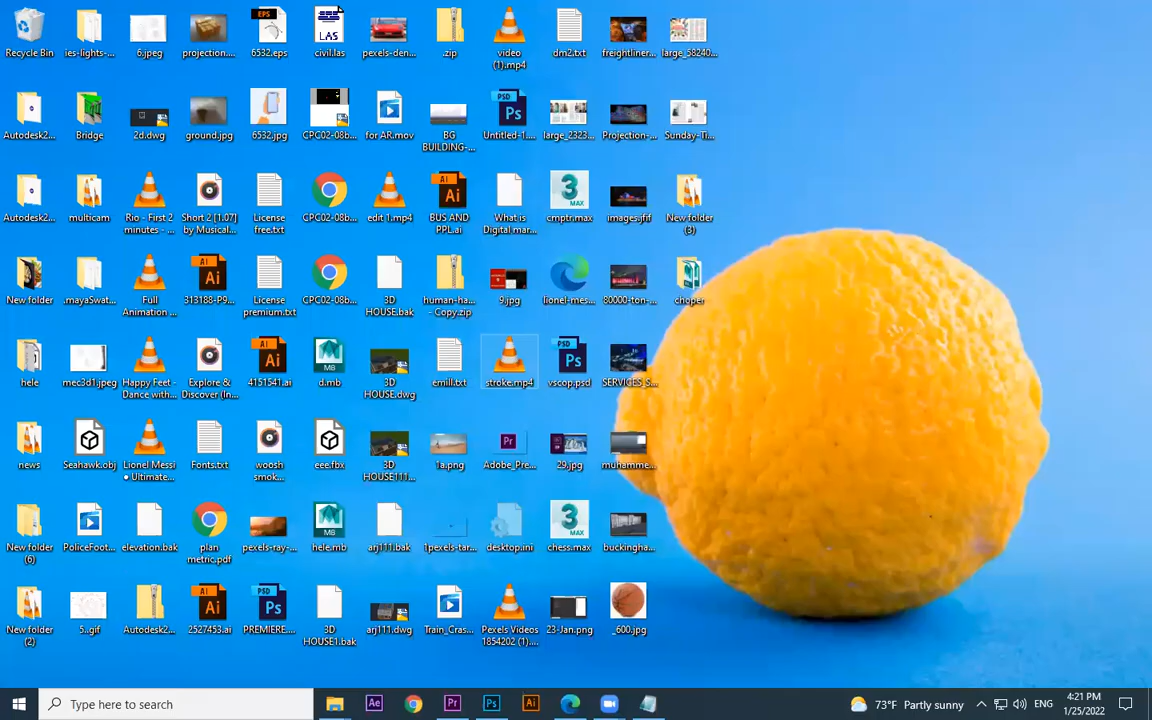 Recycle Bin
ies-lights-...
6.jpeg
projection....
6532.eps
civil.las
pexels-den...
.zip
video
(1).mp4
dm2.txt
freightliner...
large_58240...
Autodesk2...
Bridge
2d.dwg
ground.jpg
6532.jpg
CPC02-08b...
for AR.mov
BG
BUILDING-...
Untitled-1....
large_2323...
Projection-...
Sunday-Ti...
Autodesk2...
multicam
Rio - First 2
minutes - ...
Short 2 [1.07]
by Musical...
License
free.txt
CPC02-08b...
edit 1.mp4
BUS AND
PPL.ai
What is
Digital mar...
cmptr.max
images.jfif
New folder
(3)
New folder
.mayaSwat...
Full
Animation ...
313188-P9...
License
premium.txt
CPC02-08b...
3D
HOUSE.bak
human-ha...
- Copy.zip
9.jpg
lionel-mes...
80000-ton-...
choper
hele
mec3d1.jpeg
Happy Feet -
Dance with...
Explore &
Discover (In...
4151541.ai
d.mb
3D
HOUSE.dwg
emill.txt
stroke.mp4
vscop.psd
SERVICES_S...
news
Seahawk.obj
Lionel Messi
● Ultimate...
Fonts.txt
woosh
smok...
eee.fbx
3D
HOUSE111...
1a.png
Adobe_Pre...
29.jpg
muhamme...
New folder
(6)
PoliceFoot...
elevation.bak
plan
metric.pdf
pexels-ray-...
hele.mb
arj111.bak
1pexels-tar...
desktop.ini
chess.max
buckingha...
New folder
(2)
5..gif
Autodesk2...
2527453.ai
PREMIERE....
3D
HOUSE1.bak
arj111.dwg
Train_Cras...
Pexels Videos
1854202 (1)....
23-Jan.png
_600.jpg
Type here to search
Ae
Pr
Ps
Ai
73°F Partly sunny
ENG
4:21 PM
1/25/2022